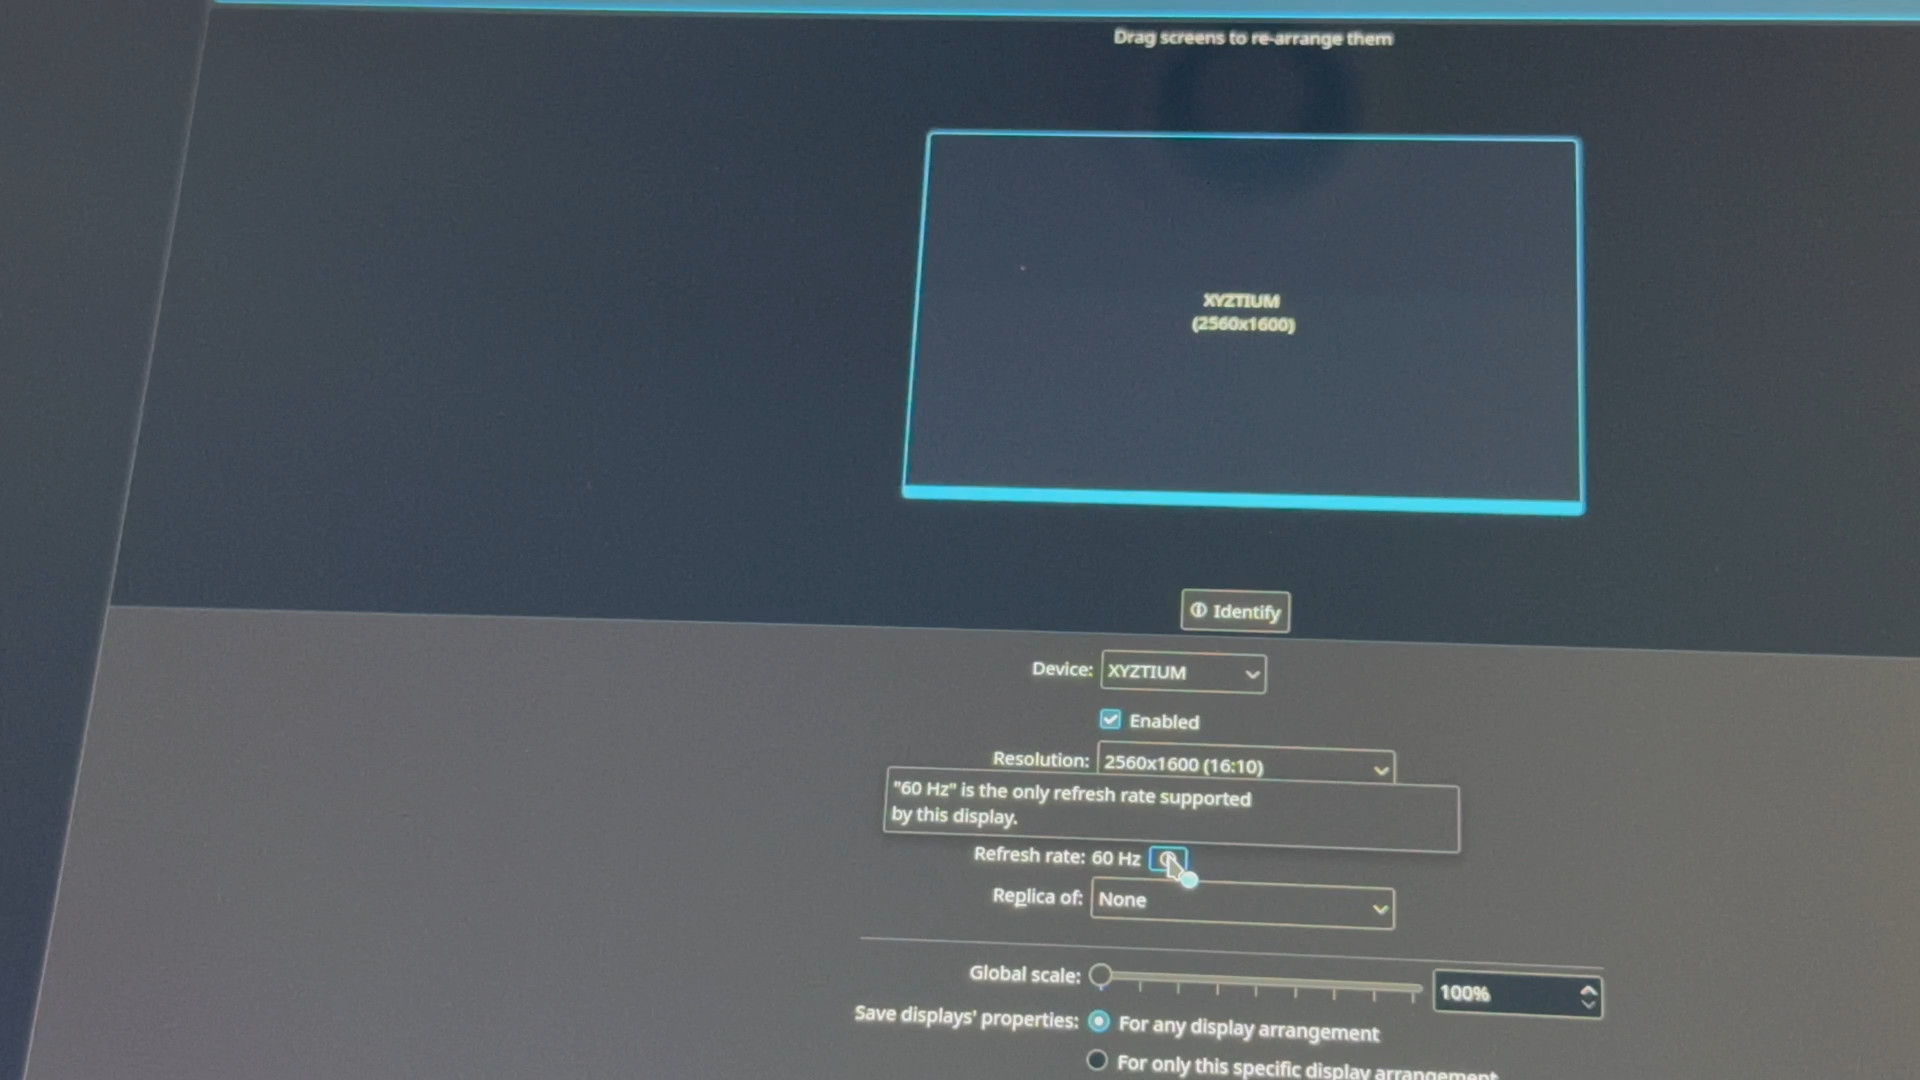 Drag screens to re-arrange them
XYZTIUM
(2560x1600)
Identify
Device: XYZTIUM
Enabled
Resolution: 2560x1600 (16:10)
"60 Hz" is the only refresh rate supported
by this display.
Refresh rate: 60 Hz
Replica of: None
Global scale: 100%
Save displays' properties: For any display arrangement
For only this specific display arrangement